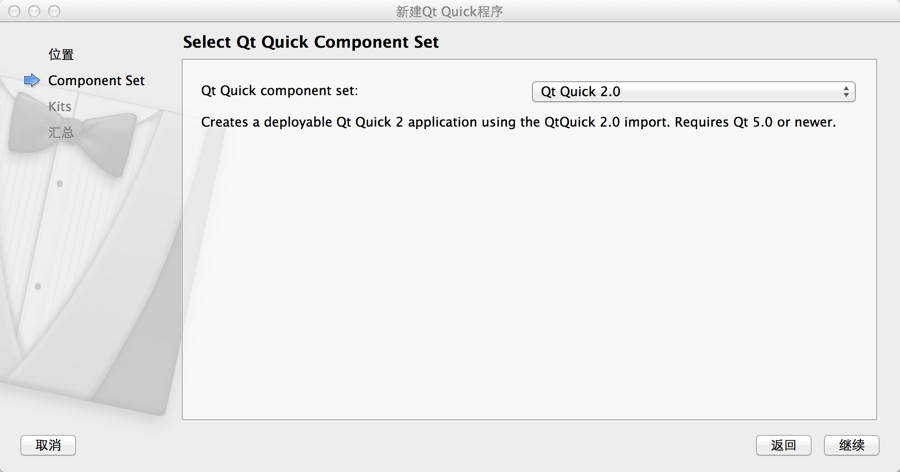 新建Qt Quick程序
位置
Component Set
Kits
汇总
Select Qt Quick Component Set
Qt Quick component set:
Qt Quick 2.0
Creates a deployable Qt Quick 2 application using the QtQuick 2.0 import. Requires Qt 5.0 or newer.
取消
返回
继续